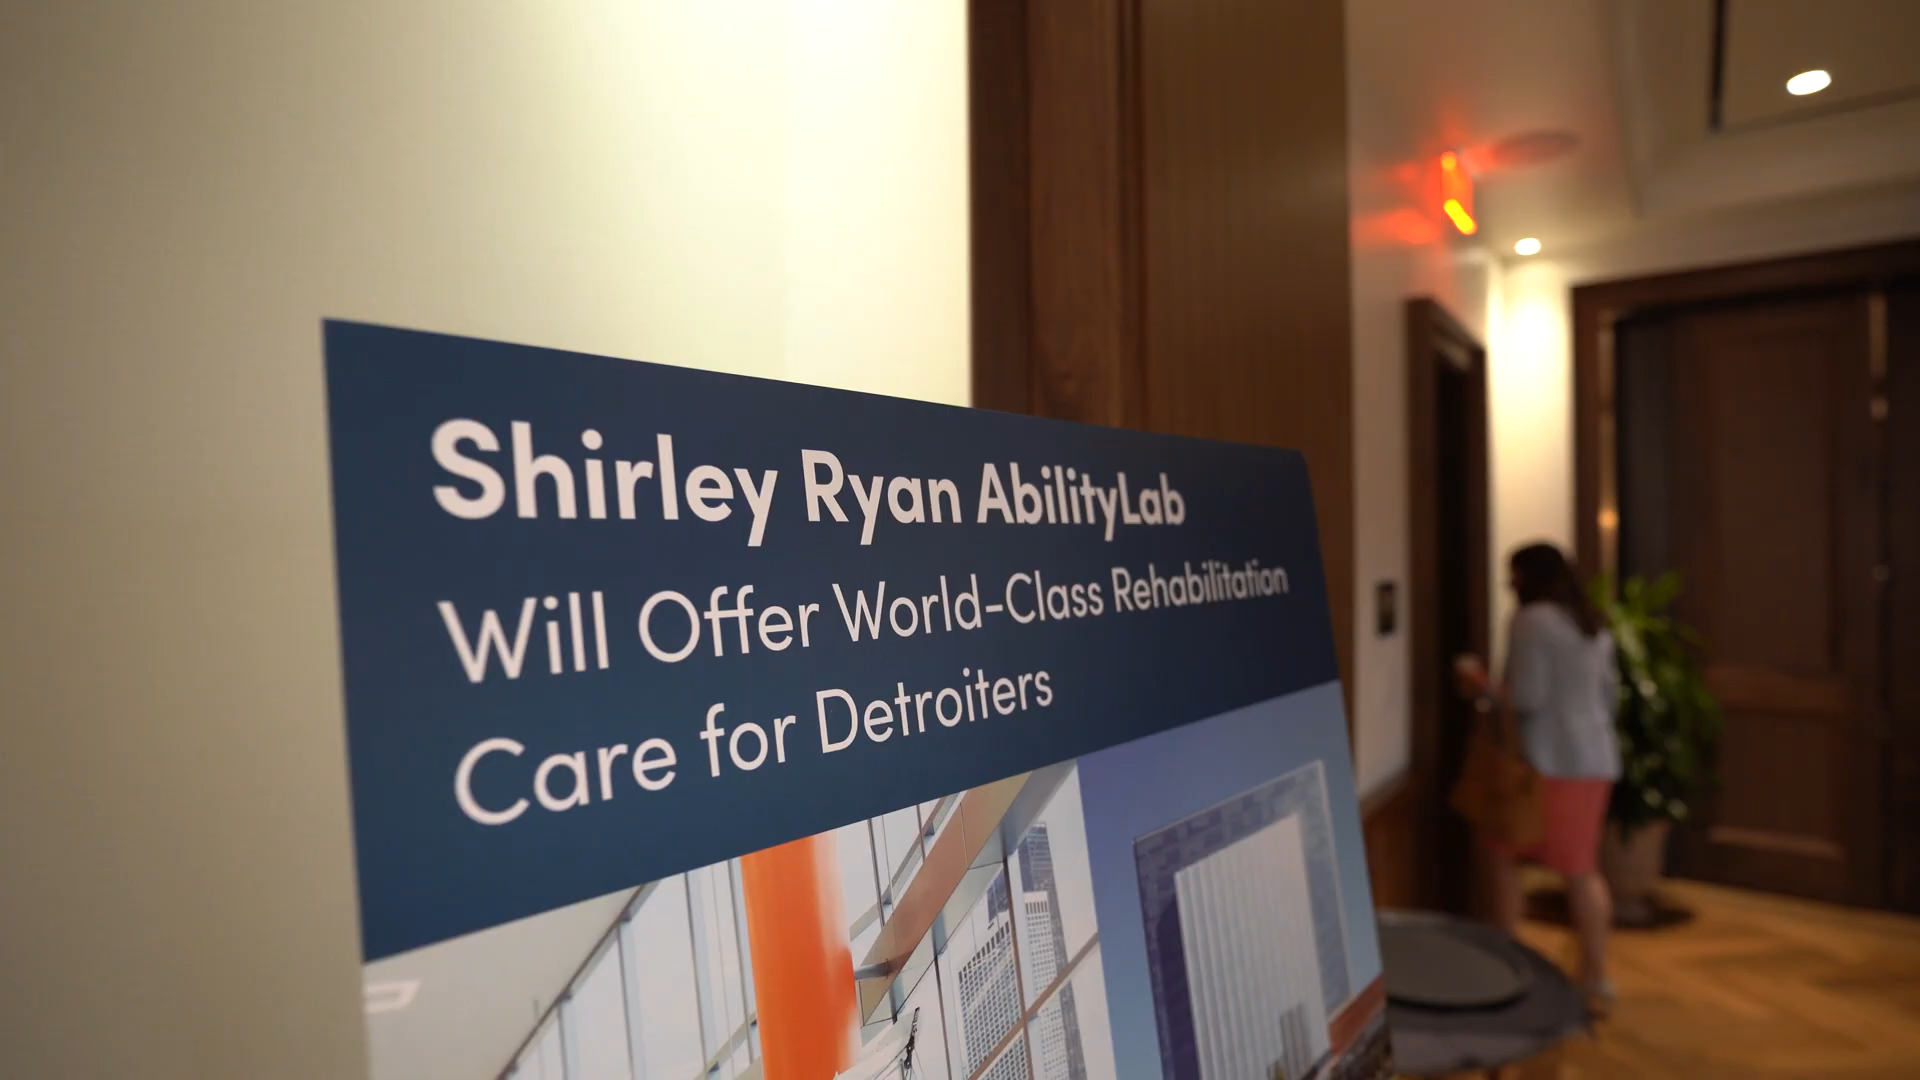 Shirley Ryan AbilityLab
Will Offer World-Class Rehabilitation
Care for Detroiters